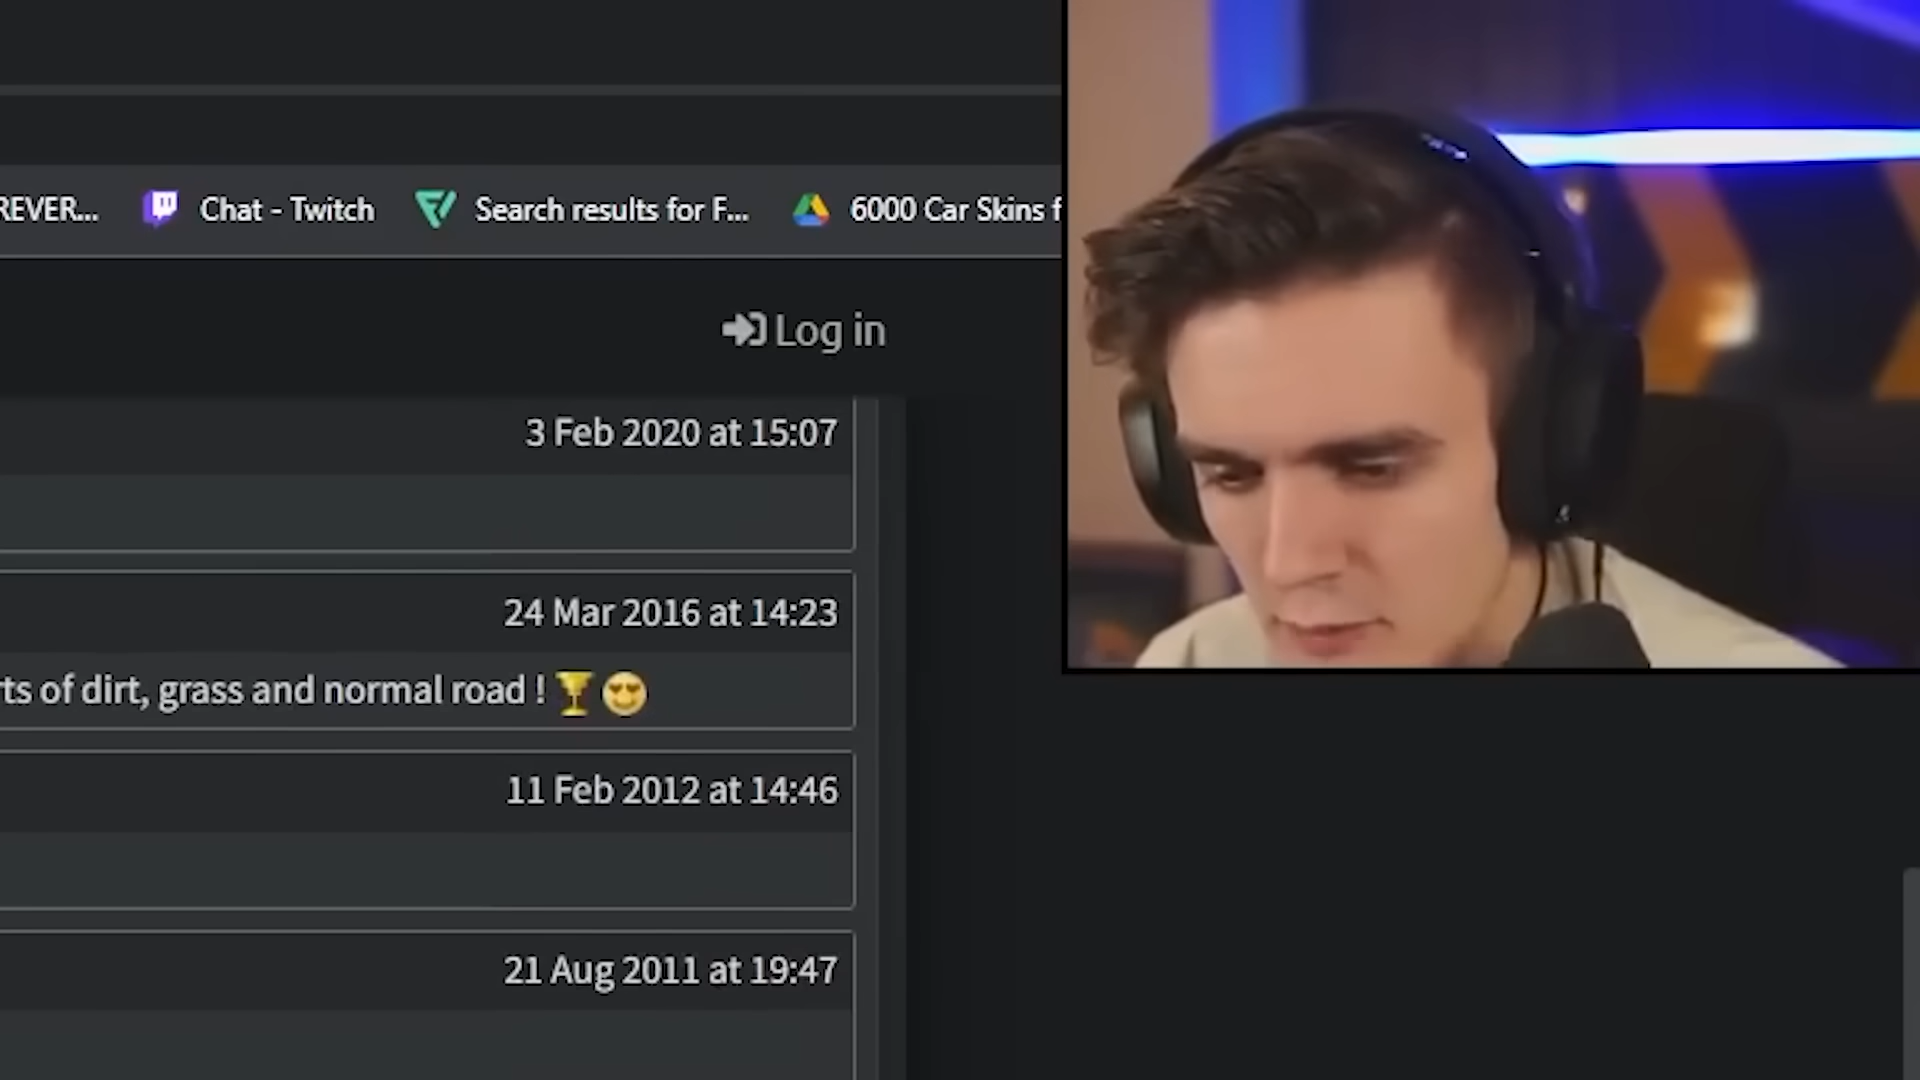 REVER... Chat - Twitch Search results for F... 6000 Car Skins f
Log in
3 Feb 2020 at 15:07
24 Mar 2016 at 14:23
rts of dirt, grass and normal road ! 🏆😍
11 Feb 2012 at 14:46
21 Aug 2011 at 19:47